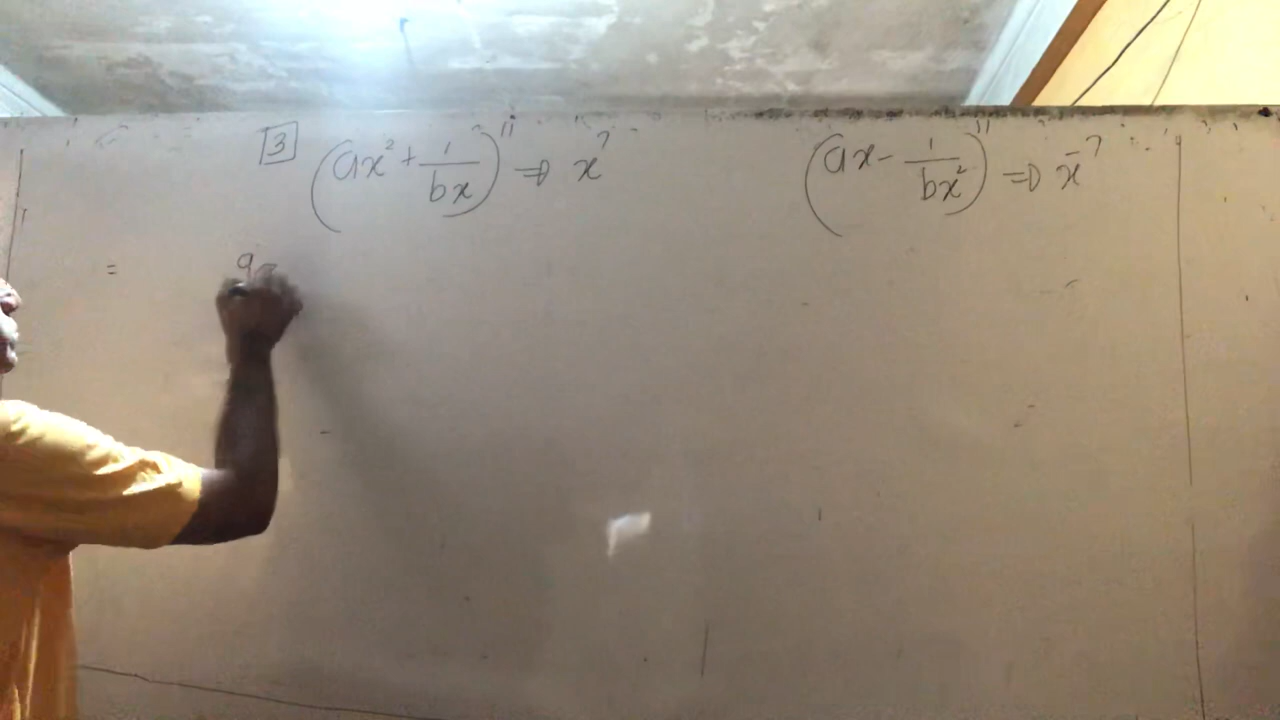 3 (ax² + 1/bx)¹¹ ⇒ x⁷ (ax - 1/bx²)¹¹ ⇒ x⁻⁷
= a